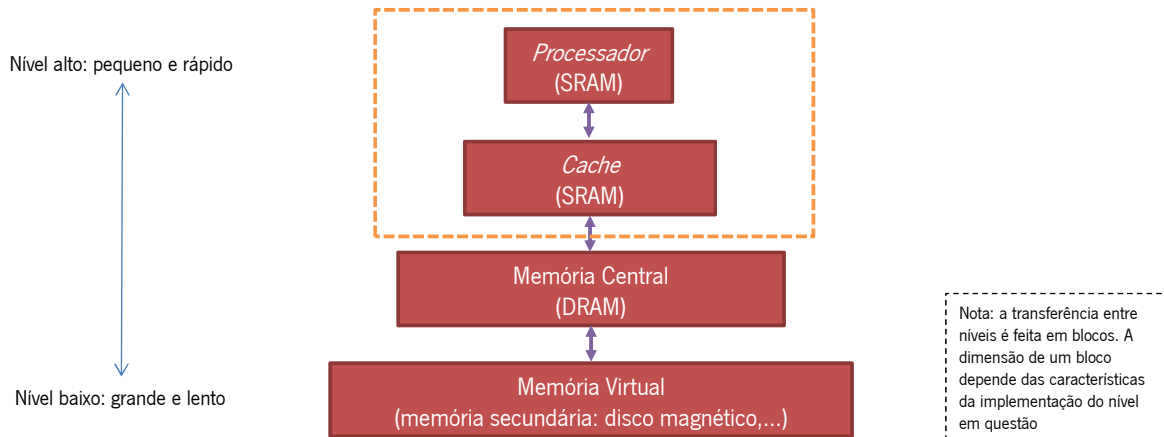 Processador
(SRAM)
Nível alto: pequeno e rápido
Cache
(SRAM)
Memória Central
(DRAM)
Nota: a transferência entre
níveis é feita em blocos. A
dimensão de um bloco
depende das características
da implementação do nível
em questão
Nível baixo: grande e lento
Memória Virtual
(memória secundária: disco magnético,...)